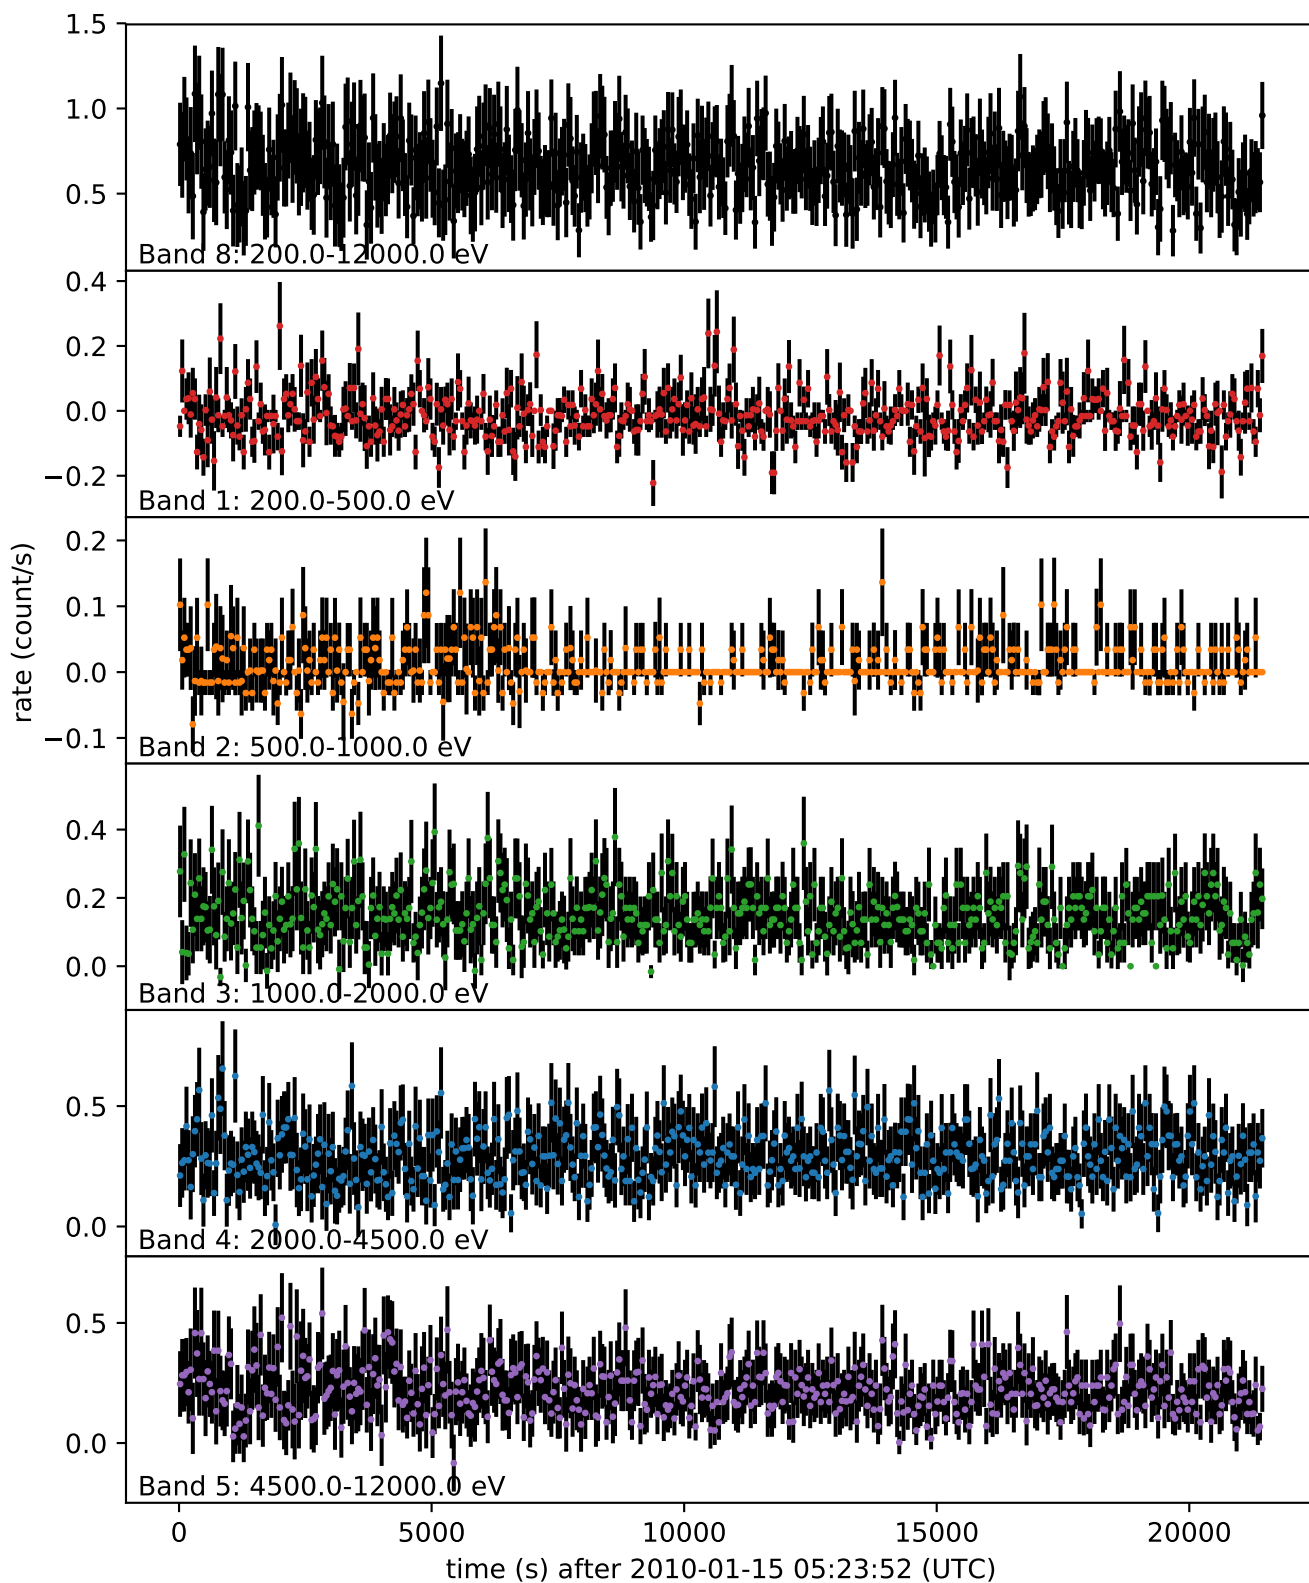 1.5
1.0
0.5
Band 8: 200.0-12000.0 eV
0.4
0.2
0.0
−0.2
Band 1: 200.0-500.0 eV
0.2
0.1
0.0
−0.1
Band 2: 500.0-1000.0 eV
rate (count/s)
0.4
0.2
0.0
Band 3: 1000.0-2000.0 eV
0.5
0.0
Band 4: 2000.0-4500.0 eV
0.5
0.0
Band 5: 4500.0-12000.0 eV
0 5000 10000 15000 20000
time (s) after 2010-01-15 05:23:52 (UTC)